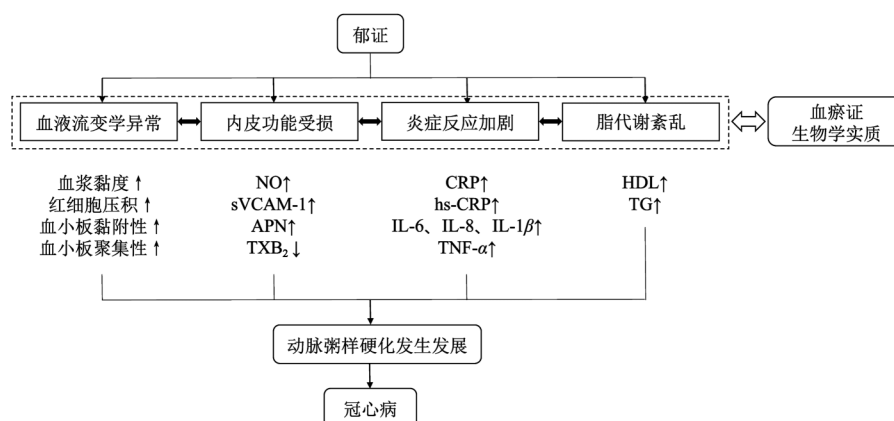 郁证
血液流变学异常
内皮功能受损
炎症反应加剧
脂代谢紊乱
血瘀证
生物学实质
血浆黏度↑
红细胞压积↑
血小板黏附性↑
血小板聚集性↑
NO↑
sVCAM-1↑
APN↑
TXB₂↓
CRP↑
hs-CRP↑
IL-6、IL-8、IL-1β↑
TNF-α↑
HDL↑
TG↑
动脉粥样硬化发生发展
冠心病